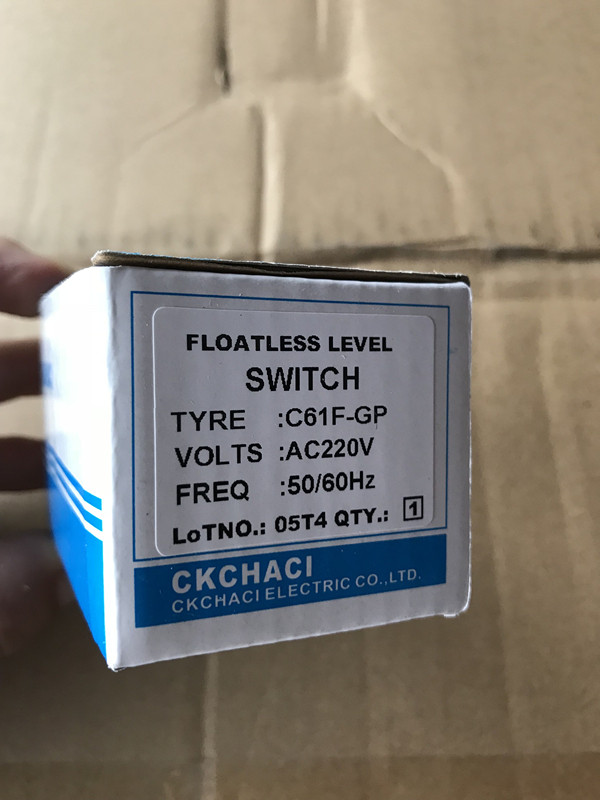 FLOATLESS LEVEL
SWITCH
TYRE :C61F-GP
VOLTS :AC220V
FREQ :50/60Hz
LoTNO.: 05T4 QTY.: 1
CKCHACI
CKCHACI ELECTRIC CO.,LTD.